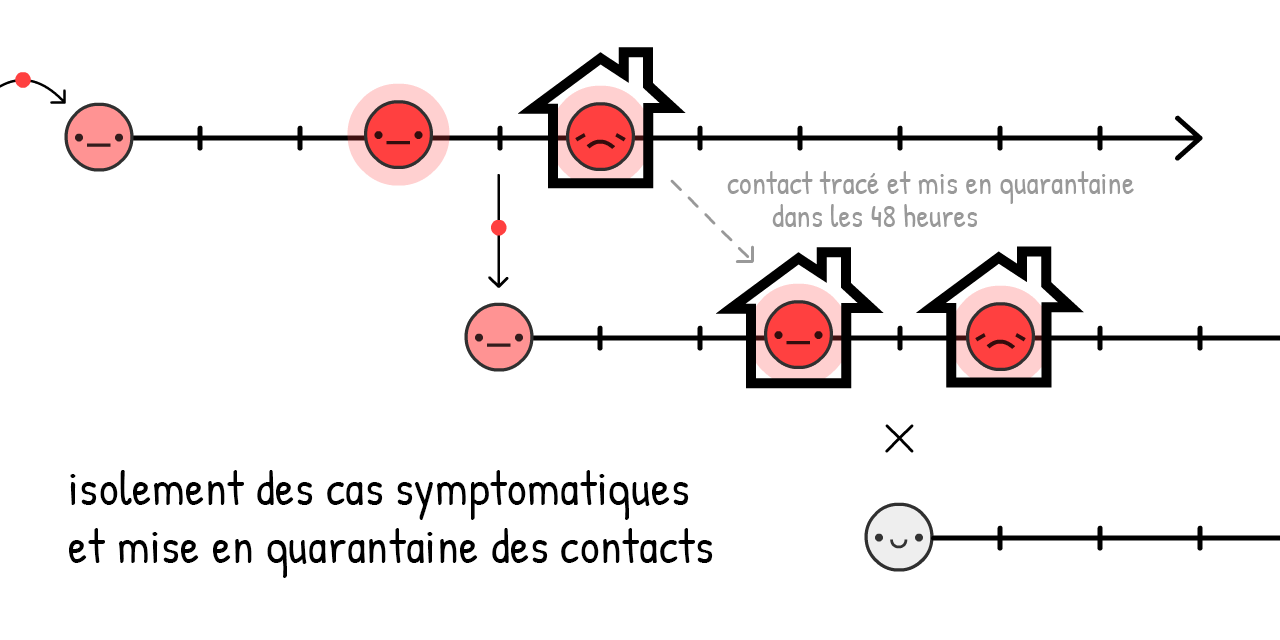 contact tracé et mis en quarantaine
dans les 48 heures
isolement des cas symptomatiques
et mise en quarantaine des contacts